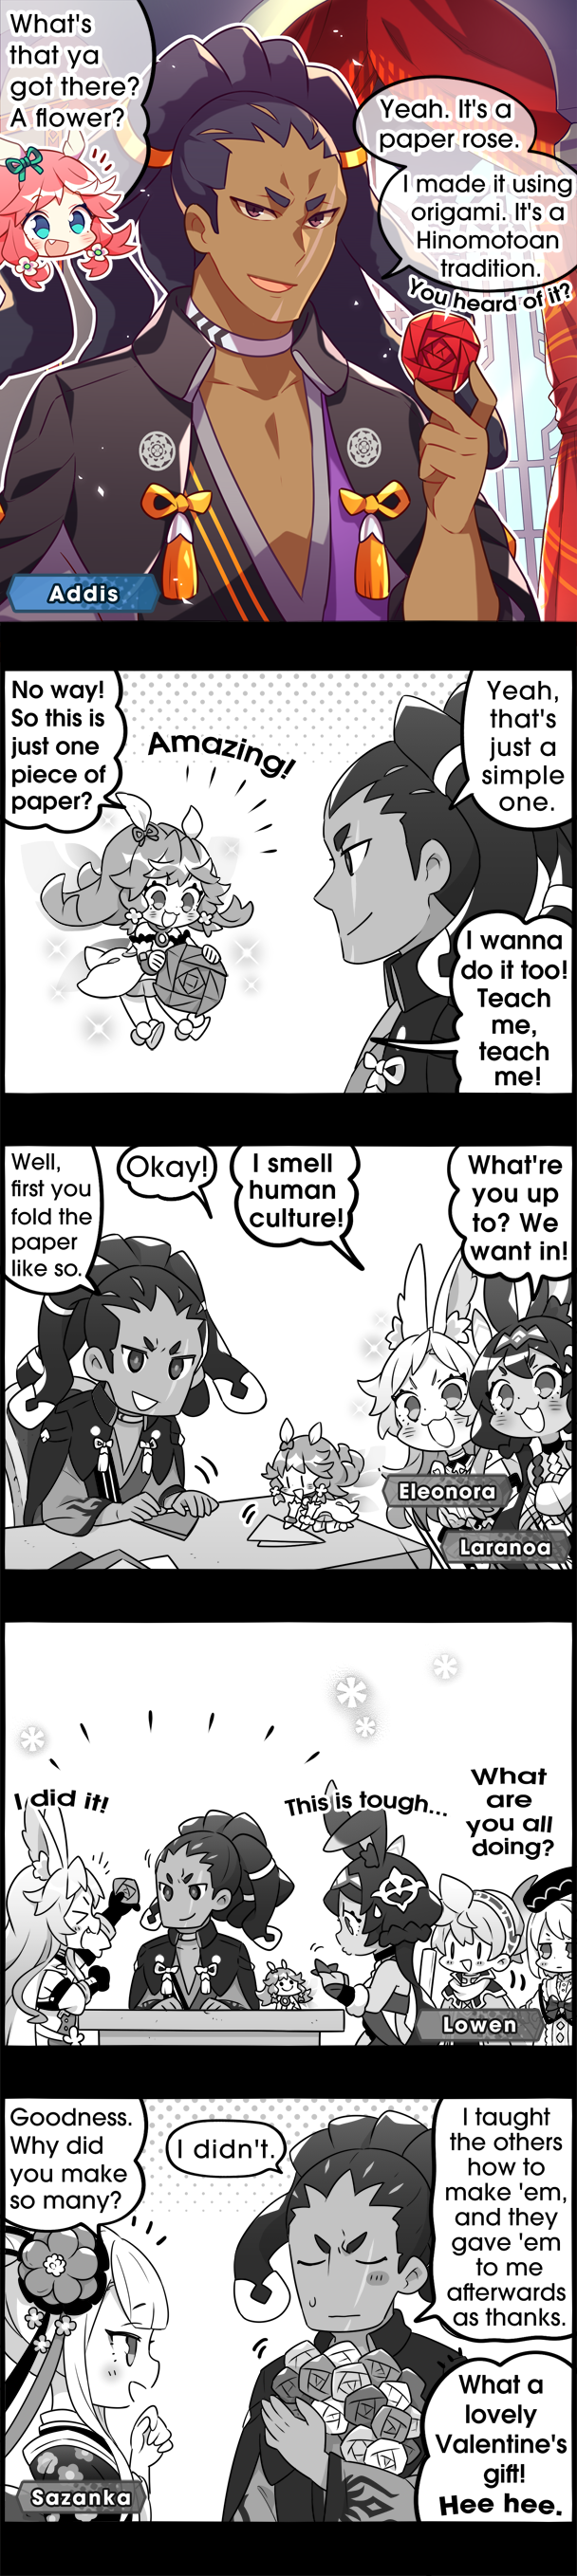 What's
that ya
got there?
A flower?
Yeah. It's a
paper rose.
I made it using
origami. It's a
Hinomotoan
tradition.
You heard of it?
Addis
No way!
So this is
just one
piece of
paper?
Amazing!
Yeah,
that's
just a
simple
one.
I wanna
do it too!
Teach
me,
teach
me!
Well,
first you
fold the
paper
like so.
Okay!
I smell
human
culture!
What're
you up
to? We
want in!
Eleonora
Laranoa
I did it!
This is tough...
What
are
you all
doing?
Lowen
Goodness.
Why did
you make
so many?
I didn't.
I taught
the others
how to
make 'em,
and they
gave 'em
to me
afterwards
as thanks.
What a
lovely
Valentine's
gift!
Hee hee.
Sazanka